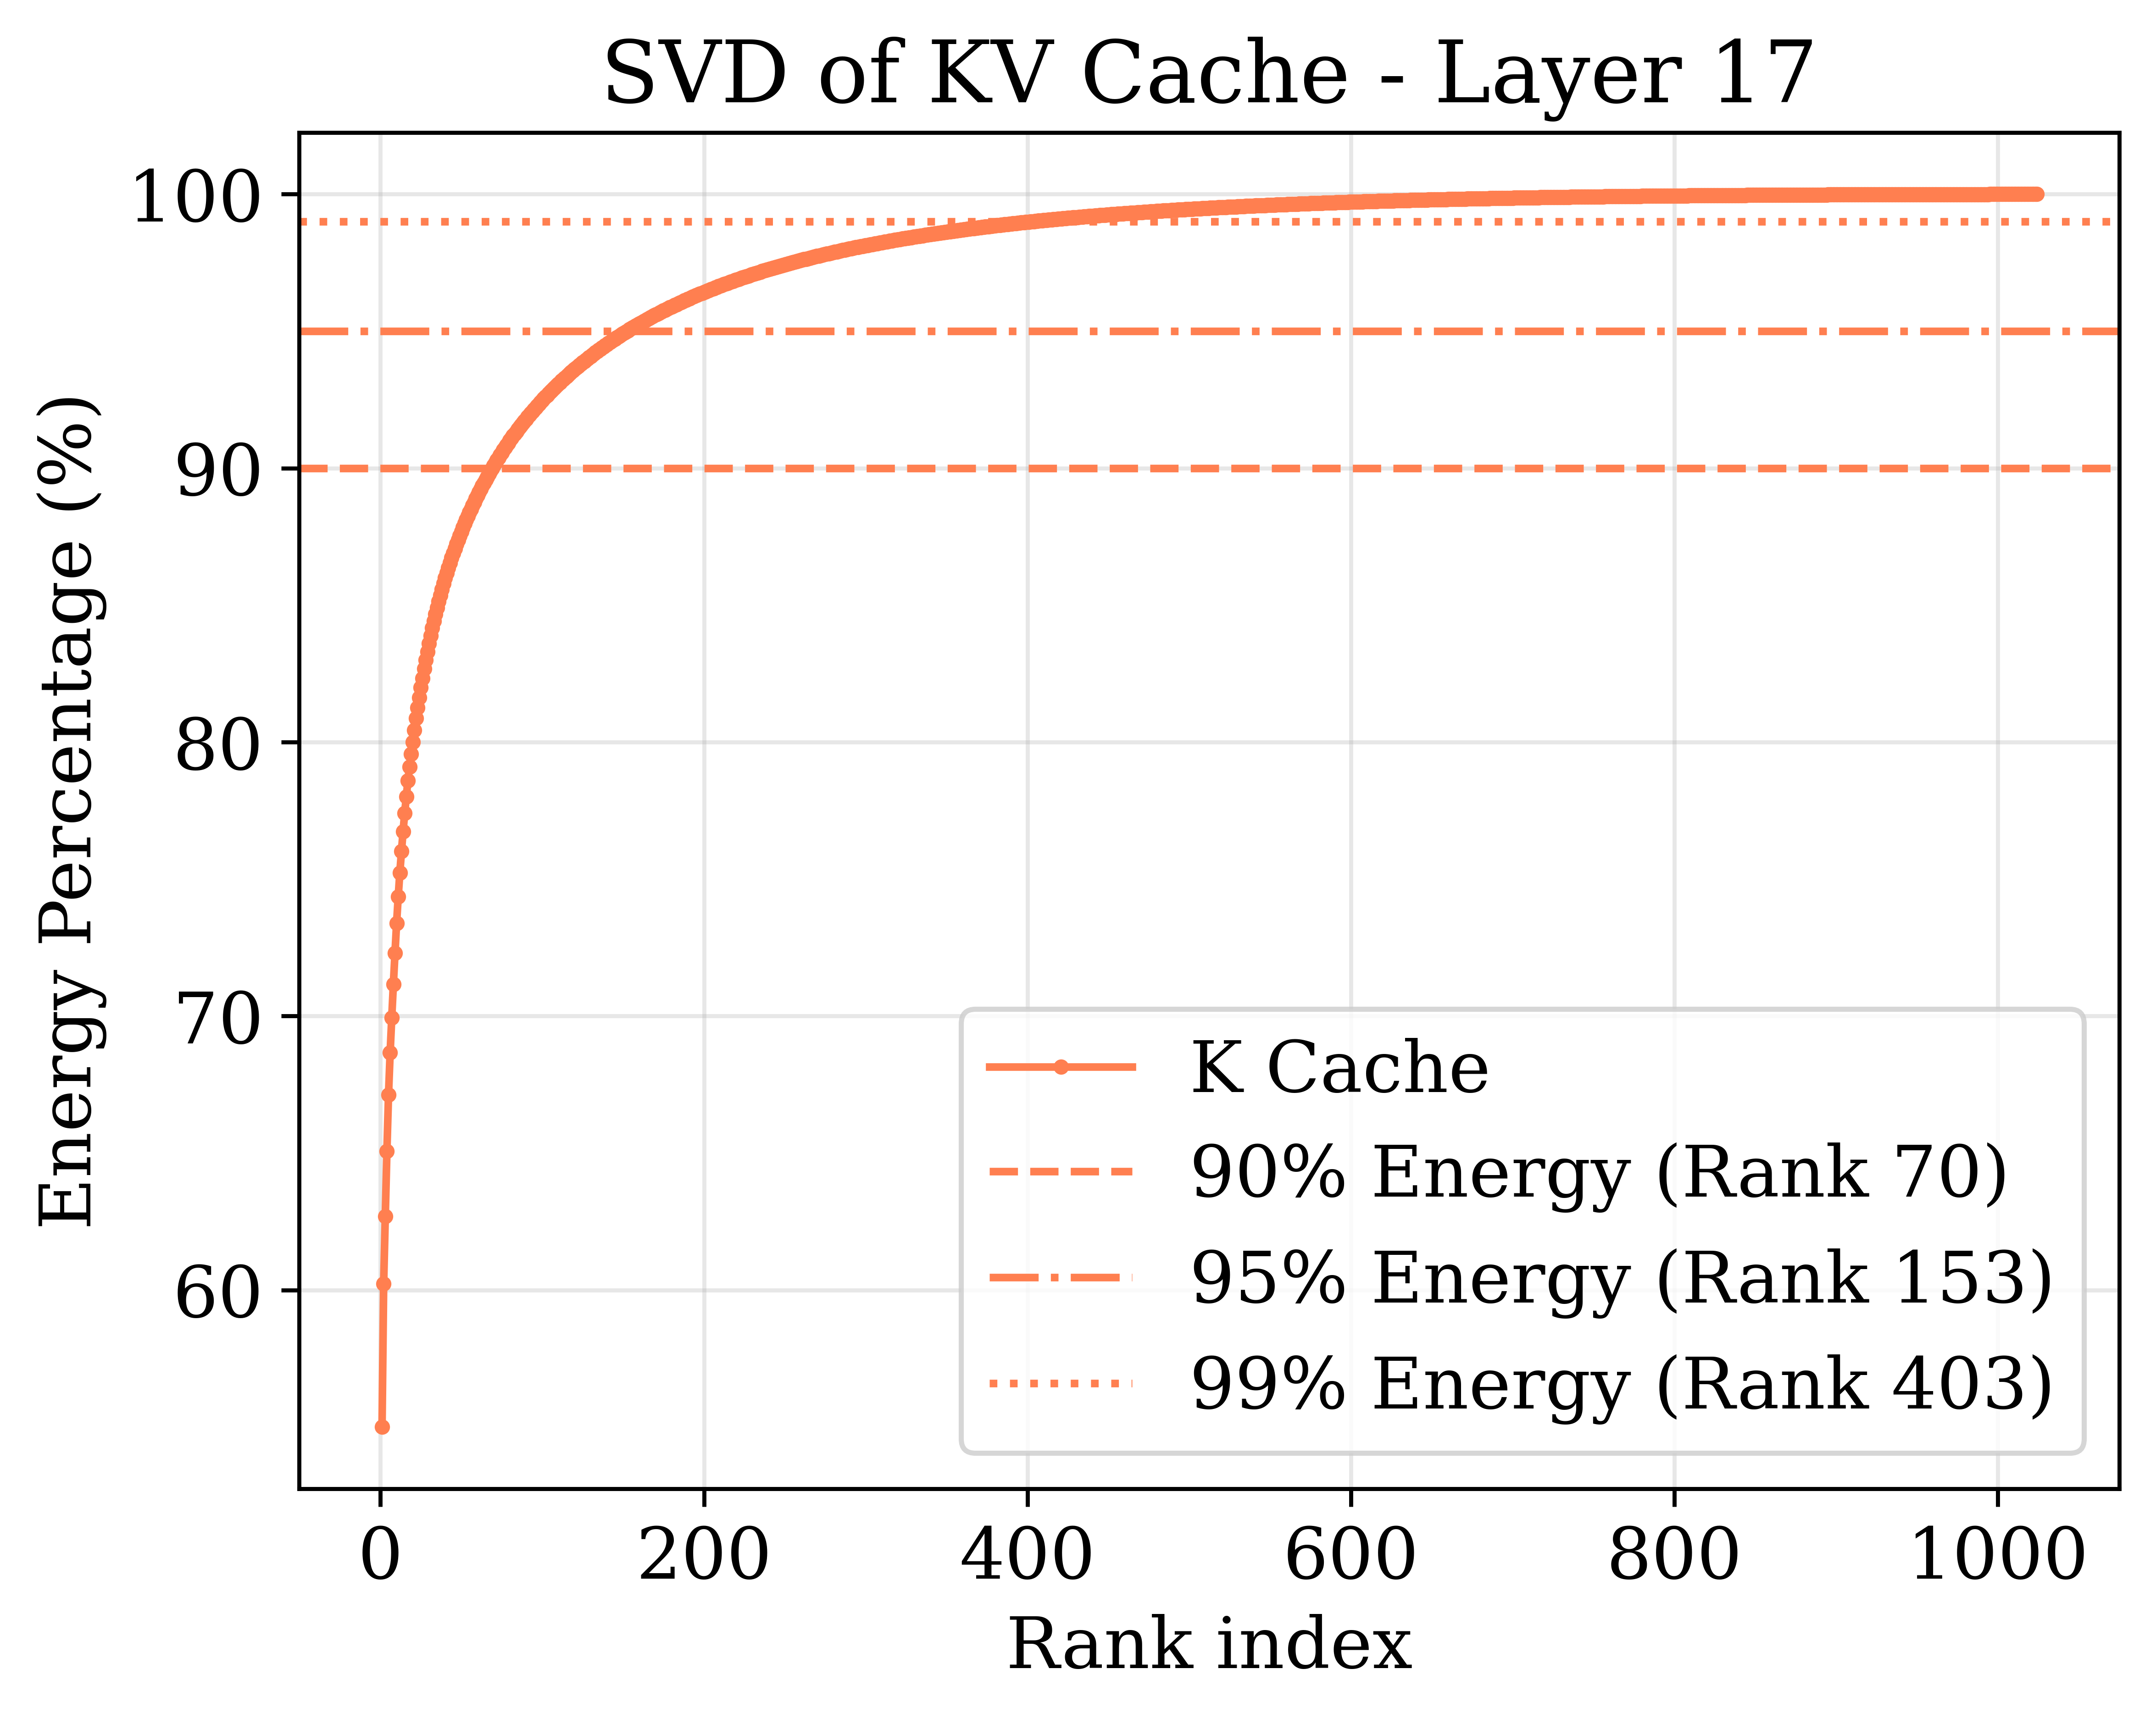 SVD of KV Cache - Layer 17
Energy Percentage (%)
100
90
80
70
60
K Cache
90% Energy (Rank 70)
95% Energy (Rank 153)
99% Energy (Rank 403)
0 200 400 600 800 1000
Rank index